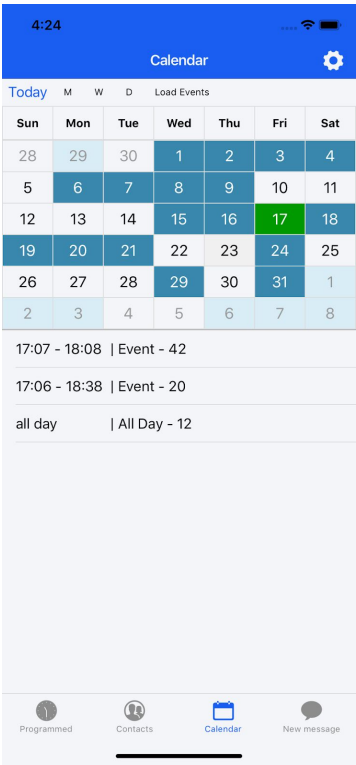 4:24
Calendar
Today M W D Load Events
Sun Mon Tue Wed Thu Fri Sat
28 29 30 1 2 3 4
5 6 7 8 9 10 11
12 13 14 15 16 17 18
19 20 21 22 23 24 25
26 27 28 29 30 31 1
2 3 4 5 6 7 8
17:07 - 18:08 | Event - 42
17:06 - 18:38 | Event - 20
all day | All Day - 12
Programmed Contacts Calendar New message